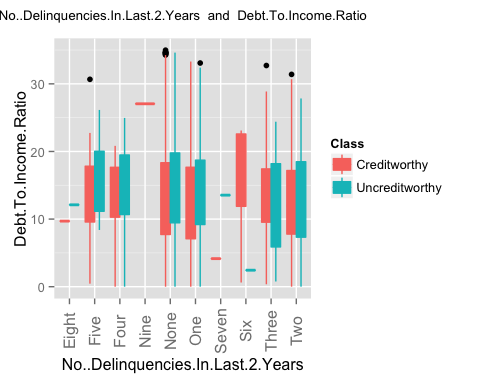 No..Delinquencies.In.Last.2.Years and Debt.To.Income.Ratio
Debt.To.Income.Ratio
30
20
10
0
Eight
Five
Four
Nine
None
One
Seven
Six
Three
Two
No..Delinquencies.In.Last.2.Years
Class
Creditworthy
Uncreditworthy